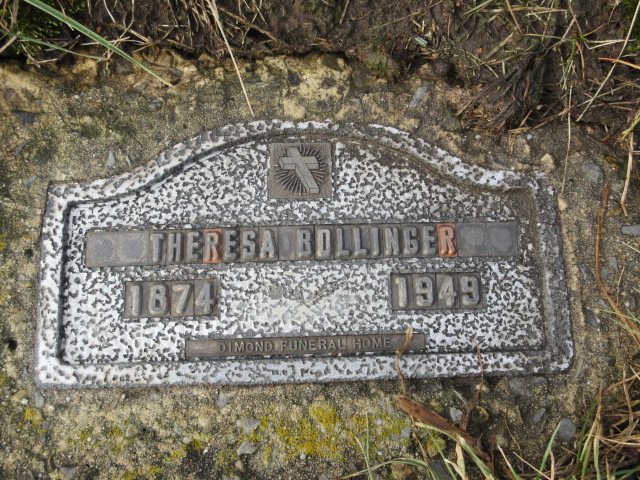 THERESA BOLLINGER
1874 1949
DIMOND FUNERAL HOME